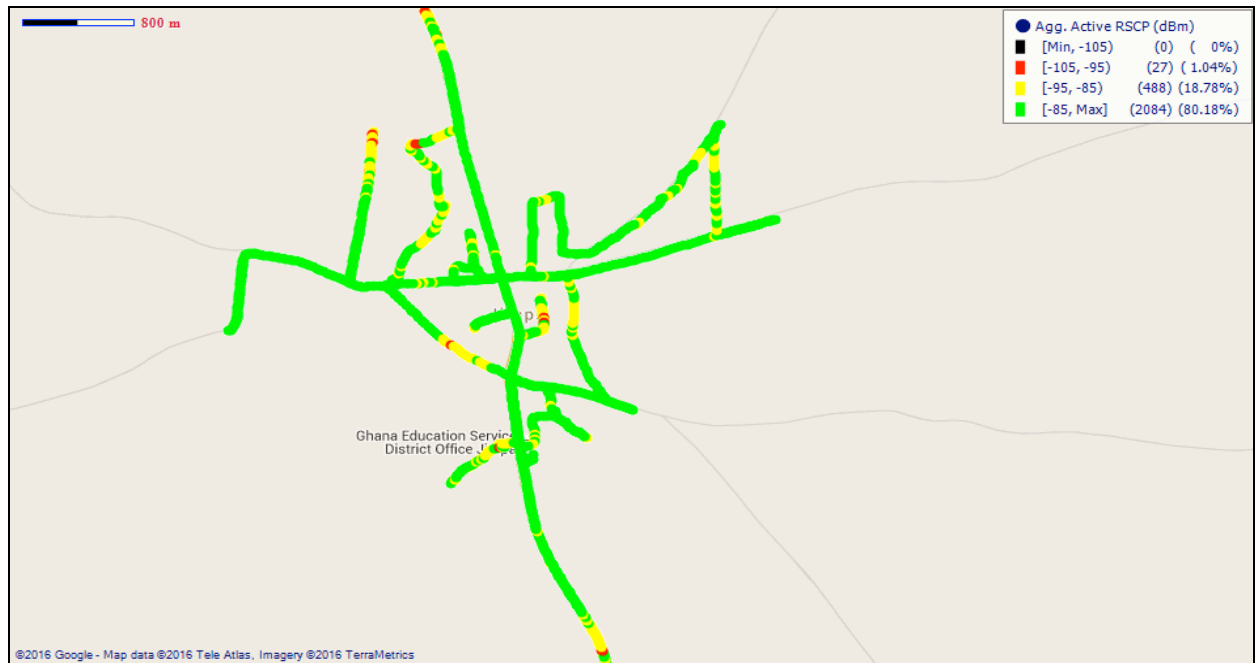 800 m
Agg. Active RSCP (dBm)
[Min, -105) (0) ( 0%)
[-105, -95) (27) ( 1.04%)
[-95, -85) (488) (18.78%)
[-85, Max] (2084) (80.18%)
Ghana Education Service
District Office
©2016 Google - Map data ©2016 Tele Atlas, Imagery ©2016 TerraMetrics